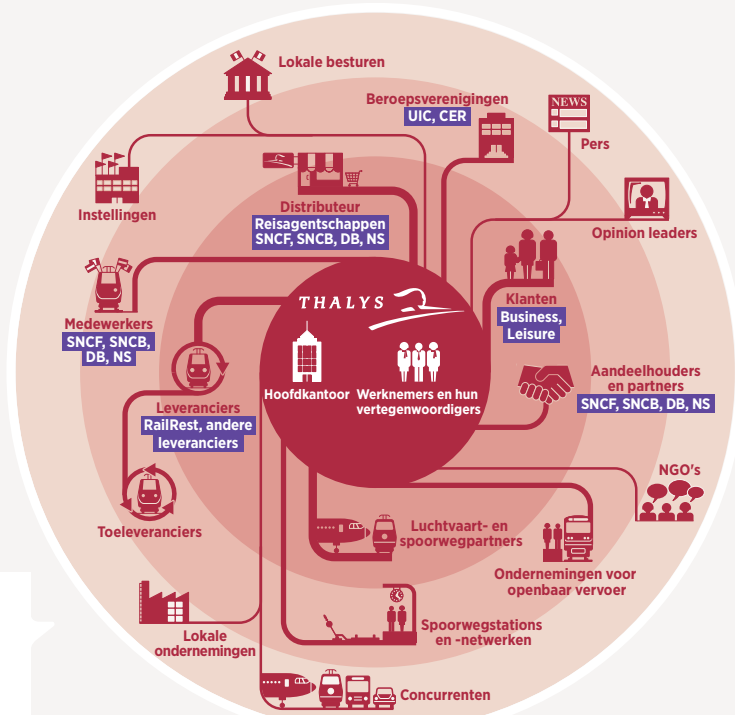 Lokale besturen
Beroepsverenigingen
UIC, CER
NEWS
Pers
Instellingen
Distributeur
Reisagentschappen
SNCF, SNCB, DB, NS
Opinion leaders
Medewerkers
SNCF, SNCB,
DB, NS
THALYS
Klanten
Business,
Leisure
Hoofdkantoor
Werknemers en hun
vertegenwoordigers
Aandeelhouders
en partners
SNCF, SNCB, DB, NS
Leveranciers
RailRest, andere
leveranciers
NGO's
Toeleveranciers
Luchtvaart- en
spoorwegpartners
Ondernemingen voor
openbaar vervoer
Lokale
ondernemingen
Spoorwegstations
en -netwerken
Concurrenten